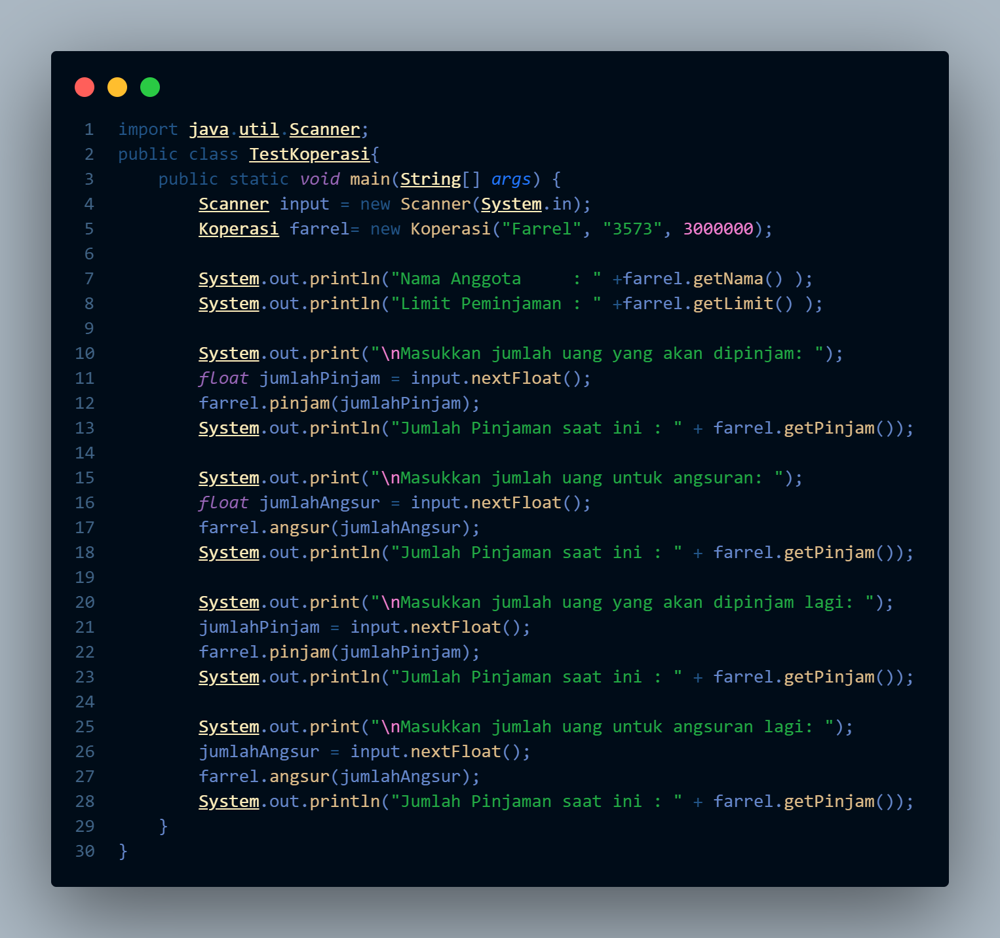 1 import java.util.Scanner;
2 public class TestKoperasi{
3     public static void main(String[] args) {
4         Scanner input = new Scanner(System.in);
5         Koperasi farrel= new Koperasi("Farrel", "3573", 3000000);
6
7         System.out.println("Nama Anggota     : " +farrel.getNama() );
8         System.out.println("Limit Peminjaman : " +farrel.getLimit() );
9
10         System.out.print("\nMasukkan jumlah uang yang akan dipinjam: ");
11         float jumlahPinjam = input.nextFloat();
12         farrel.pinjam(jumlahPinjam);
13         System.out.println("Jumlah Pinjaman saat ini : " + farrel.getPinjam());
14
15         System.out.print("\nMasukkan jumlah uang untuk angsuran: ");
16         float jumlahAngsur = input.nextFloat();
17         farrel.angsur(jumlahAngsur);
18         System.out.println("Jumlah Pinjaman saat ini : " + farrel.getPinjam());
19
20         System.out.print("\nMasukkan jumlah uang yang akan dipinjam lagi: ");
21         jumlahPinjam = input.nextFloat();
22         farrel.pinjam(jumlahPinjam);
23         System.out.println("Jumlah Pinjaman saat ini : " + farrel.getPinjam());
24
25         System.out.print("\nMasukkan jumlah uang untuk angsuran lagi: ");
26         jumlahAngsur = input.nextFloat();
27         farrel.angsur(jumlahAngsur);
28         System.out.println("Jumlah Pinjaman saat ini : " + farrel.getPinjam());
29     }
30 }